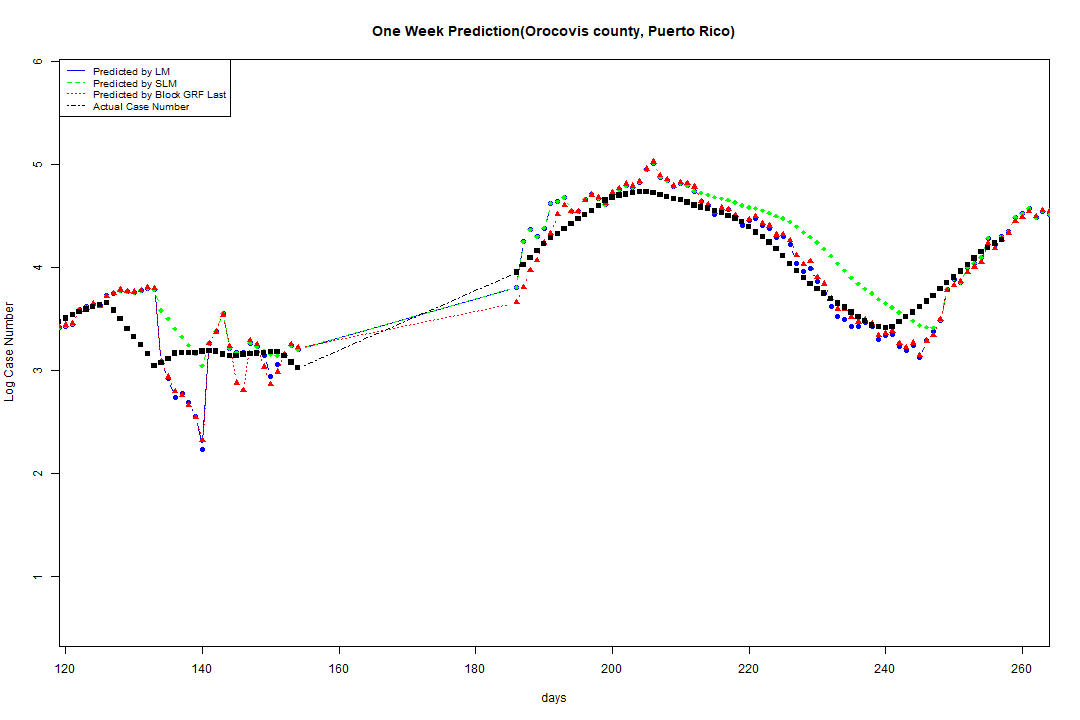 One Week Prediction(Orocovis county, Puerto Rico)
Predicted by LM
Predicted by SLM
Predicted by Block GRF Last
Actual Case Number
Log Case Number
6
5
4
3
2
1
120 140 160 180 200 220 240 260
days